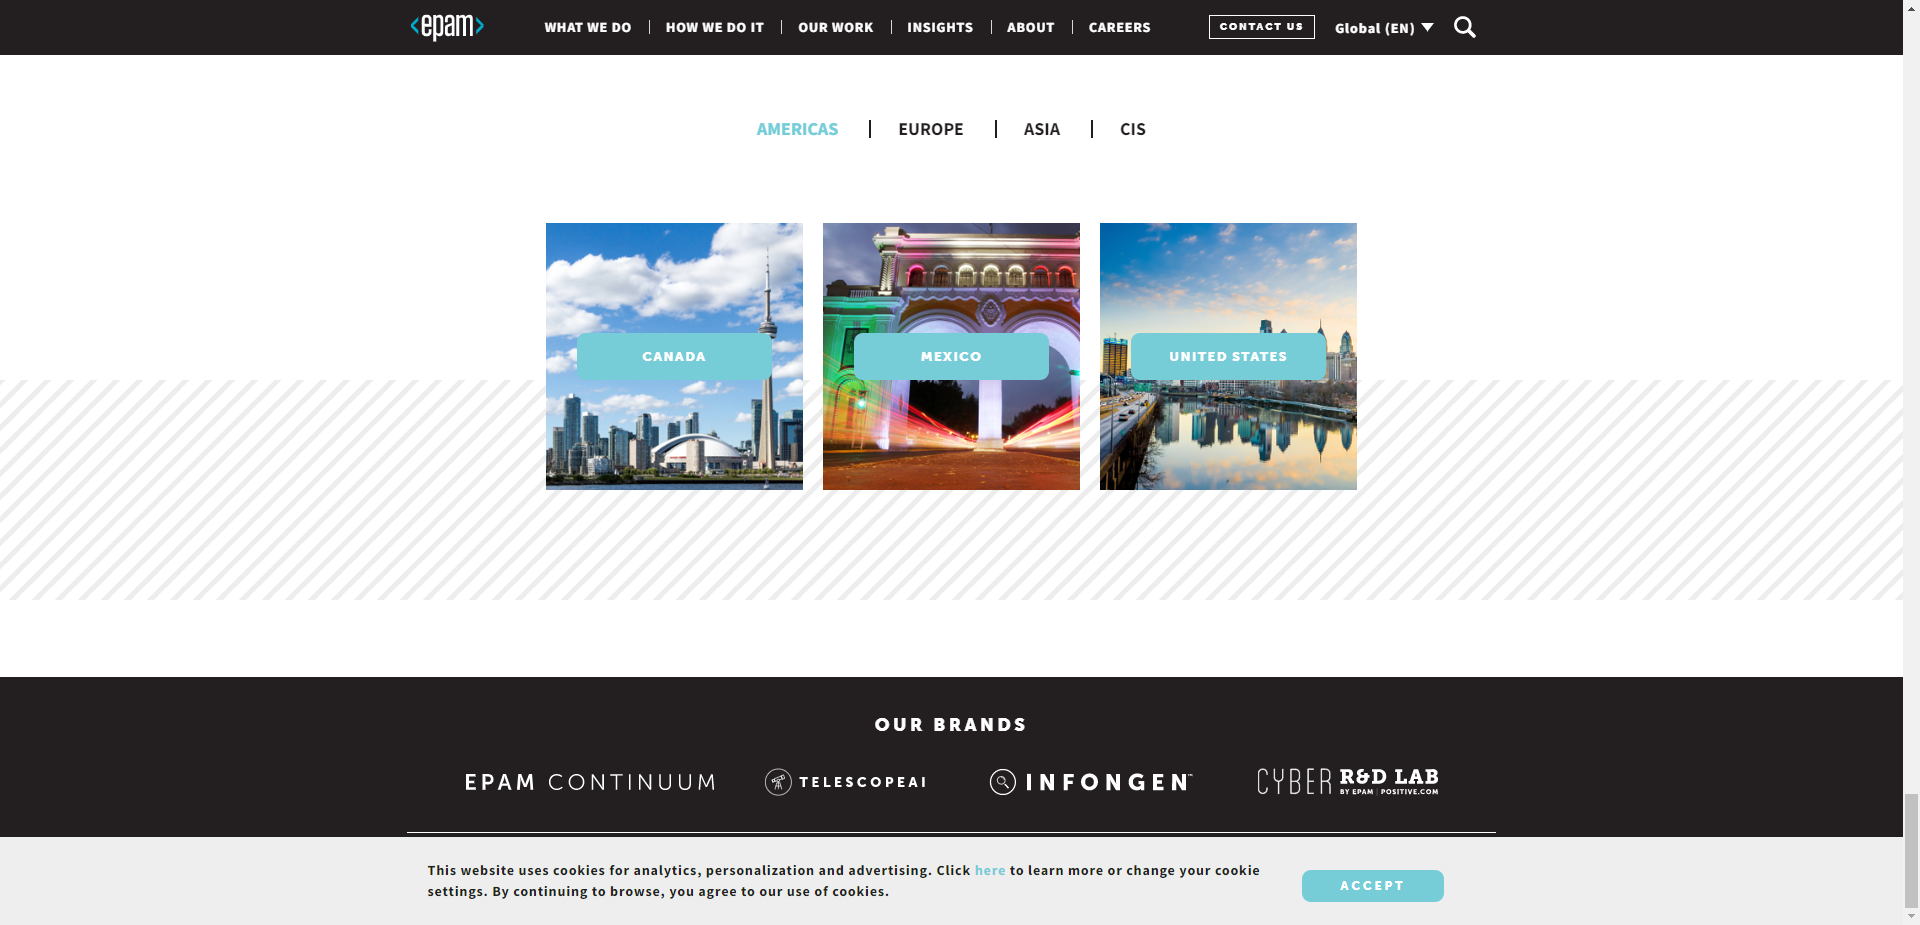 <epam>
WHAT WE DO | HOW WE DO IT | OUR WORK | INSIGHTS | ABOUT | CAREERS
CONTACT US
Global (EN)
AMERICAS | EUROPE | ASIA | CIS
CANADA
MEXICO
UNITED STATES
OUR BRANDS
EPAM CONTINUUM
TELESCOPEAI
INFONGEN™
CYBER R&D LAB
BY EPAM | POSITIVE.COM
This website uses cookies for analytics, personalization and advertising. Click here to learn more or change your cookie
settings. By continuing to browse, you agree to our use of cookies.
ACCEPT